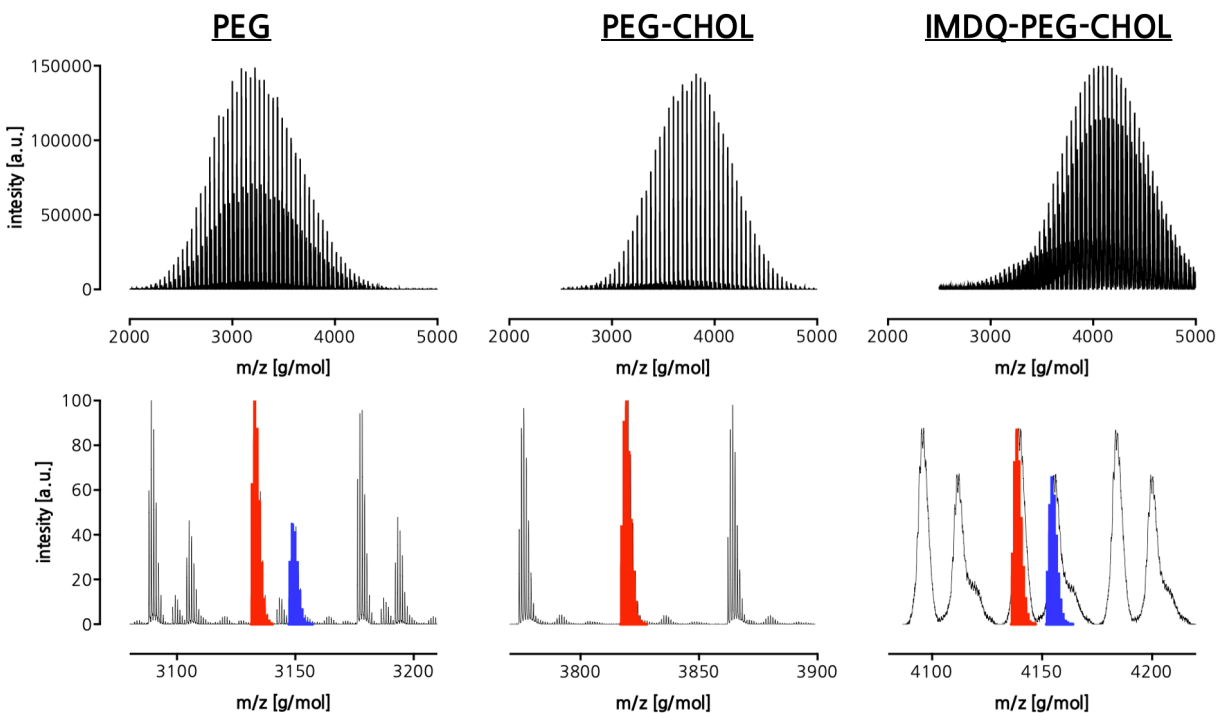 PEG PEG-CHOL IMDQ-PEG-CHOL
intesity [a.u.]
150000
100000
50000
0
2000 3000 4000 5000 2000 3000 4000 5000 2000 3000 4000 5000
m/z [g/mol] m/z [g/mol] m/z [g/mol]
intesity [a.u.]
100
80
60
40
20
0
3100 3150 3200 3800 3850 3900 4100 4150 4200
m/z [g/mol] m/z [g/mol] m/z [g/mol]